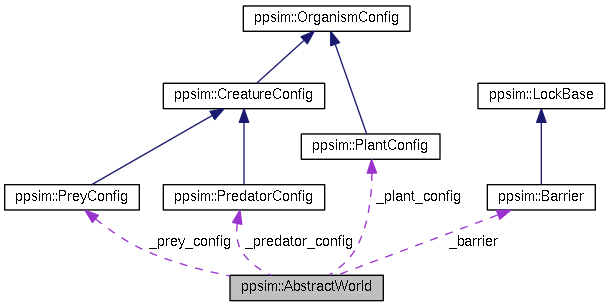 ppsim::OrganismConfig
ppsim::CreatureConfig
ppsim::LockBase
ppsim::PlantConfig
ppsim::PreyConfig
ppsim::PredatorConfig
_plant_config
ppsim::Barrier
_prey_config
_predator_config
_barrier
ppsim::AbstractWorld